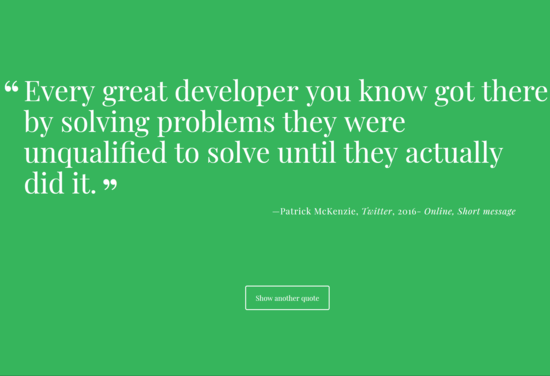 “ Every great developer you know got there
by solving problems they were
unqualified to solve until they actually
did it. ”
—Patrick McKenzie, Twitter, 2016- Online, Short message
Show another quote